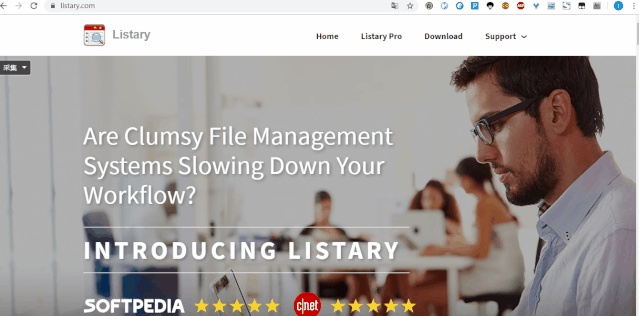 listary.com
Listary
Home Listary Pro Download Support
采集
Are Clumsy File Management
Systems Slowing Down Your
Workflow?
INTRODUCING LISTARY
SOFTPEDIA c|net